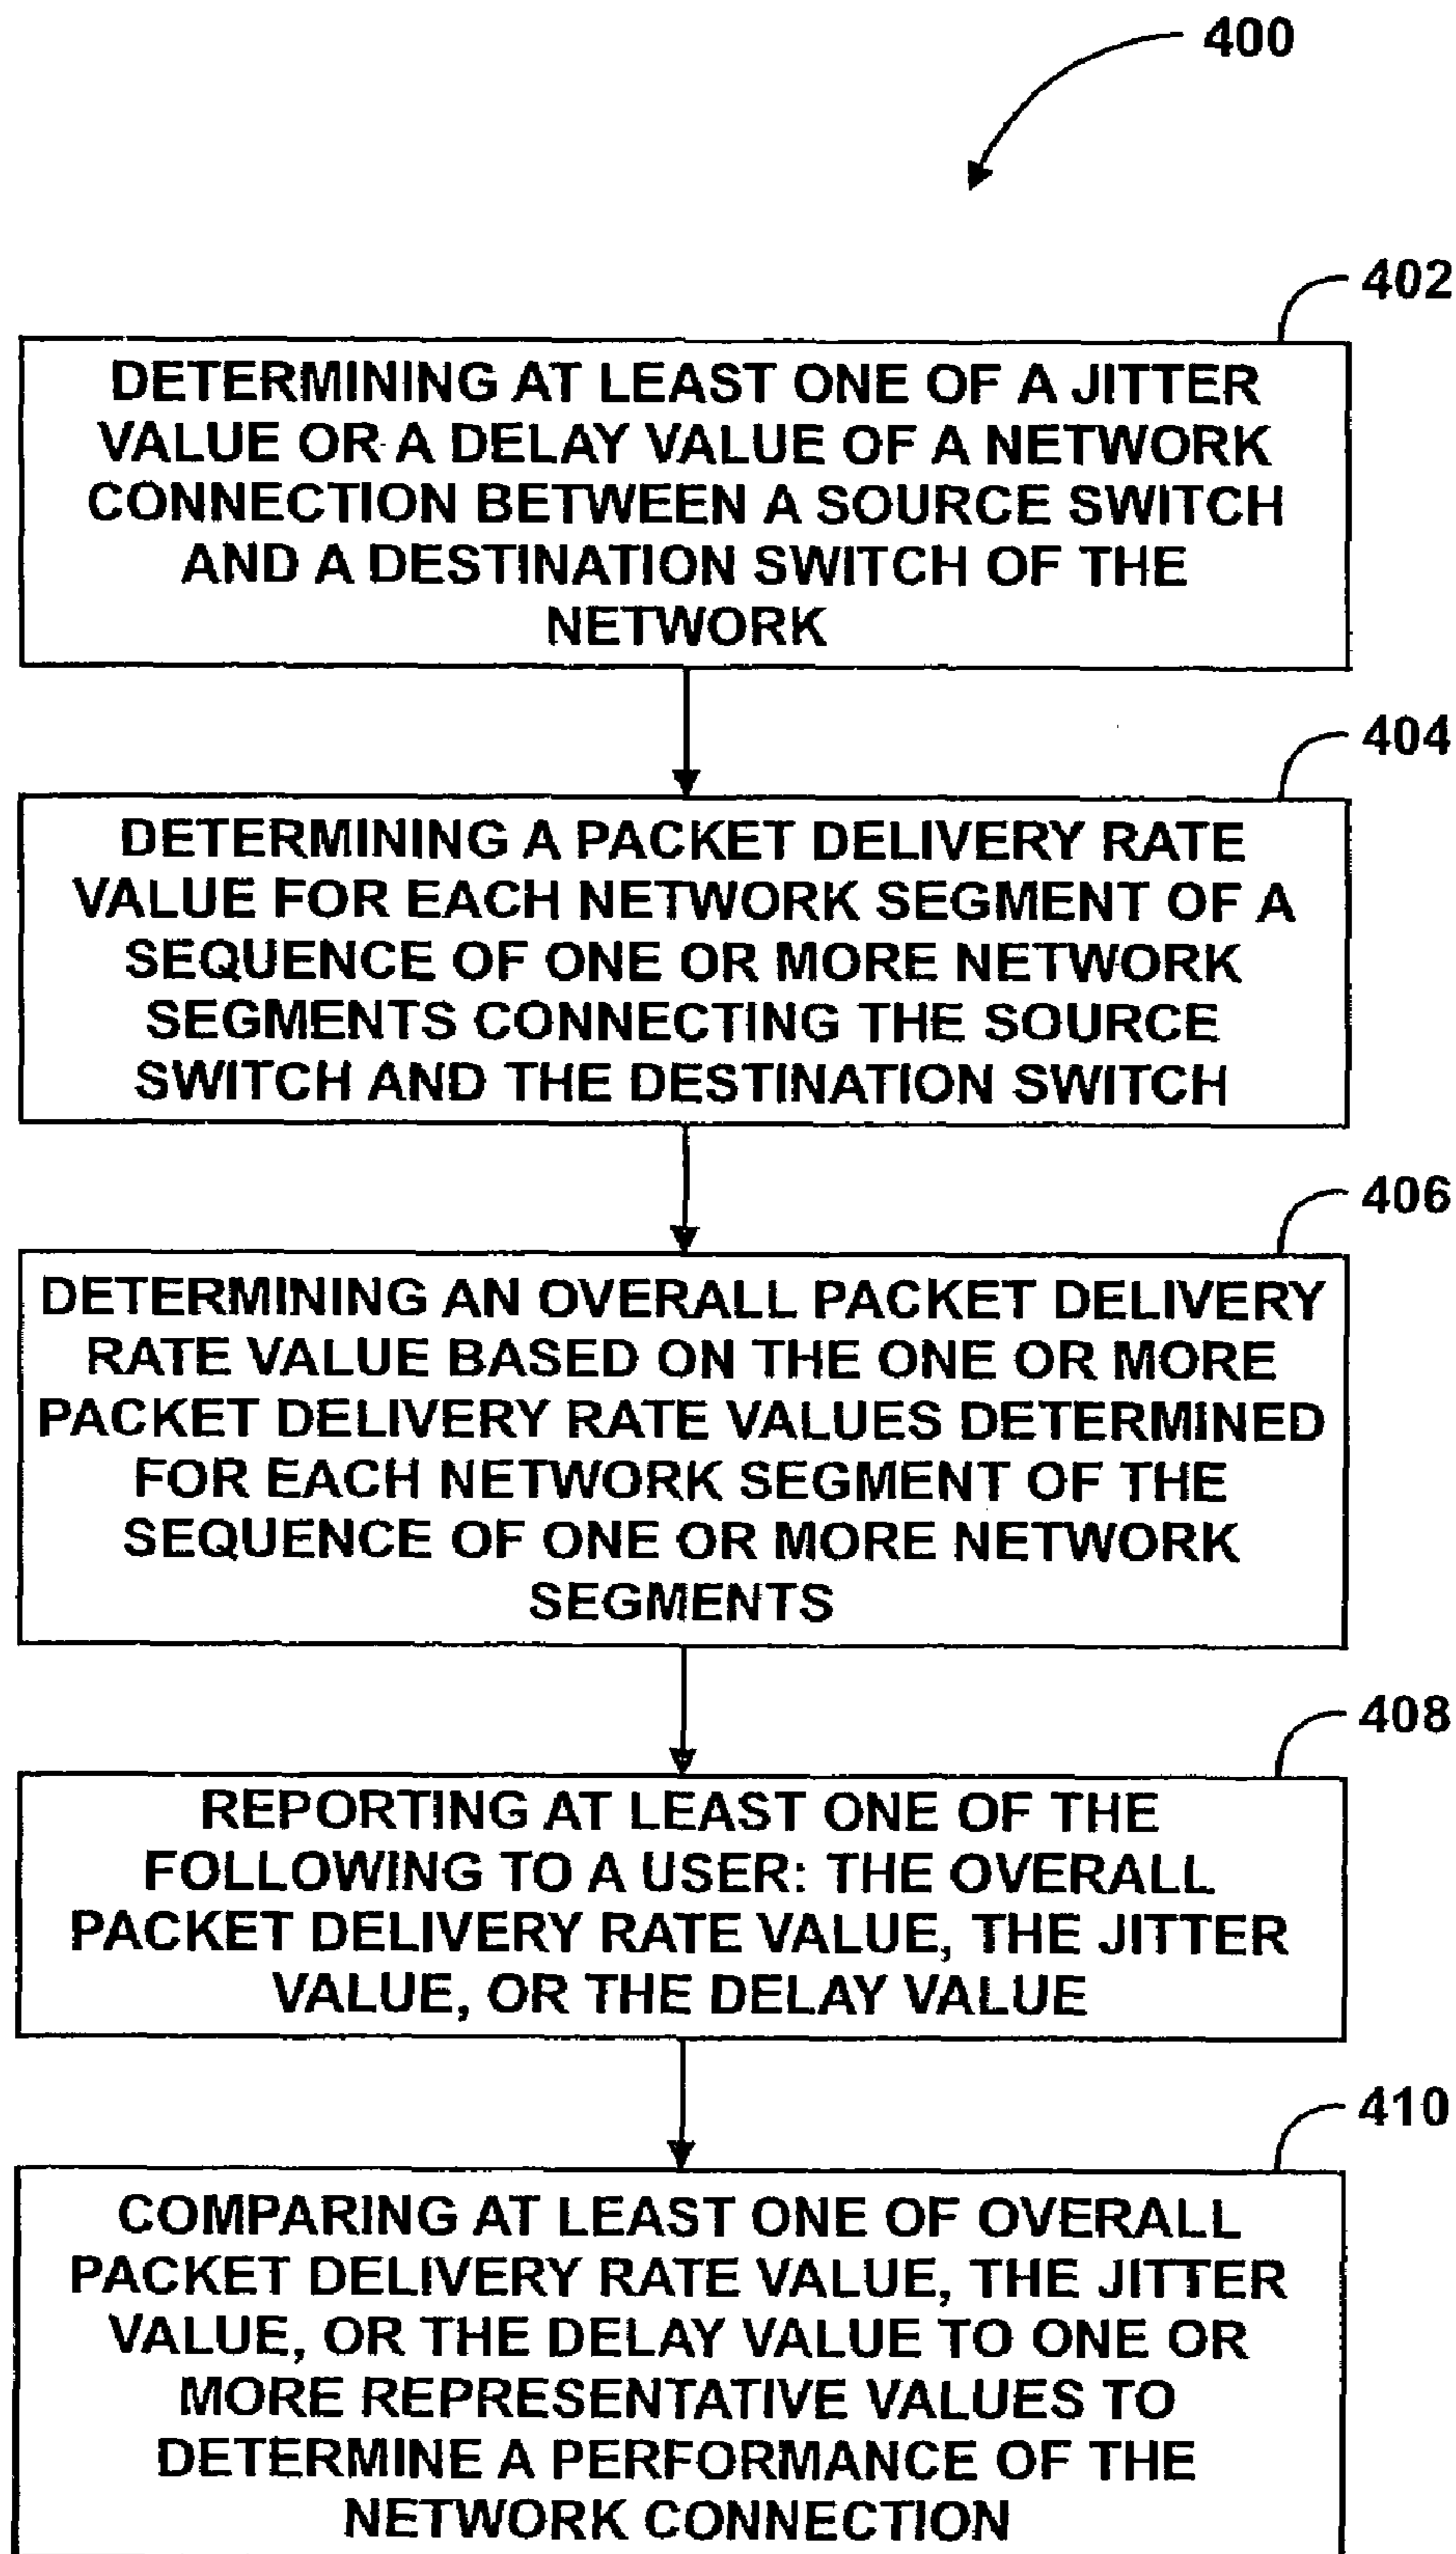 400
402
DETERMINING AT LEAST ONE OF A JITTER
VALUE OR A DELAY VALUE OF A NETWORK
CONNECTION BETWEEN A SOURCE SWITCH
AND A DESTINATION SWITCH OF THE
NETWORK
404
DETERMINING A PACKET DELIVERY RATE
VALUE FOR EACH NETWORK SEGMENT OF A
SEQUENCE OF ONE OR MORE NETWORK
SEGMENTS CONNECTING THE SOURCE
SWITCH AND THE DESTINATION SWITCH
406
DETERMINING AN OVERALL PACKET DELIVERY
RATE VALUE BASED ON THE ONE OR MORE
PACKET DELIVERY RATE VALUES DETERMINED
FOR EACH NETWORK SEGMENT OF THE
SEQUENCE OF ONE OR MORE NETWORK
SEGMENTS
408
REPORTING AT LEAST ONE OF THE
FOLLOWING TO A USER: THE OVERALL
PACKET DELIVERY RATE VALUE, THE JITTER
VALUE, OR THE DELAY VALUE
410
COMPARING AT LEAST ONE OF OVERALL
PACKET DELIVERY RATE VALUE, THE JITTER
VALUE, OR THE DELAY VALUE TO ONE OR
MORE REPRESENTATIVE VALUES TO
DETERMINE A PERFORMANCE OF THE
NETWORK CONNECTION